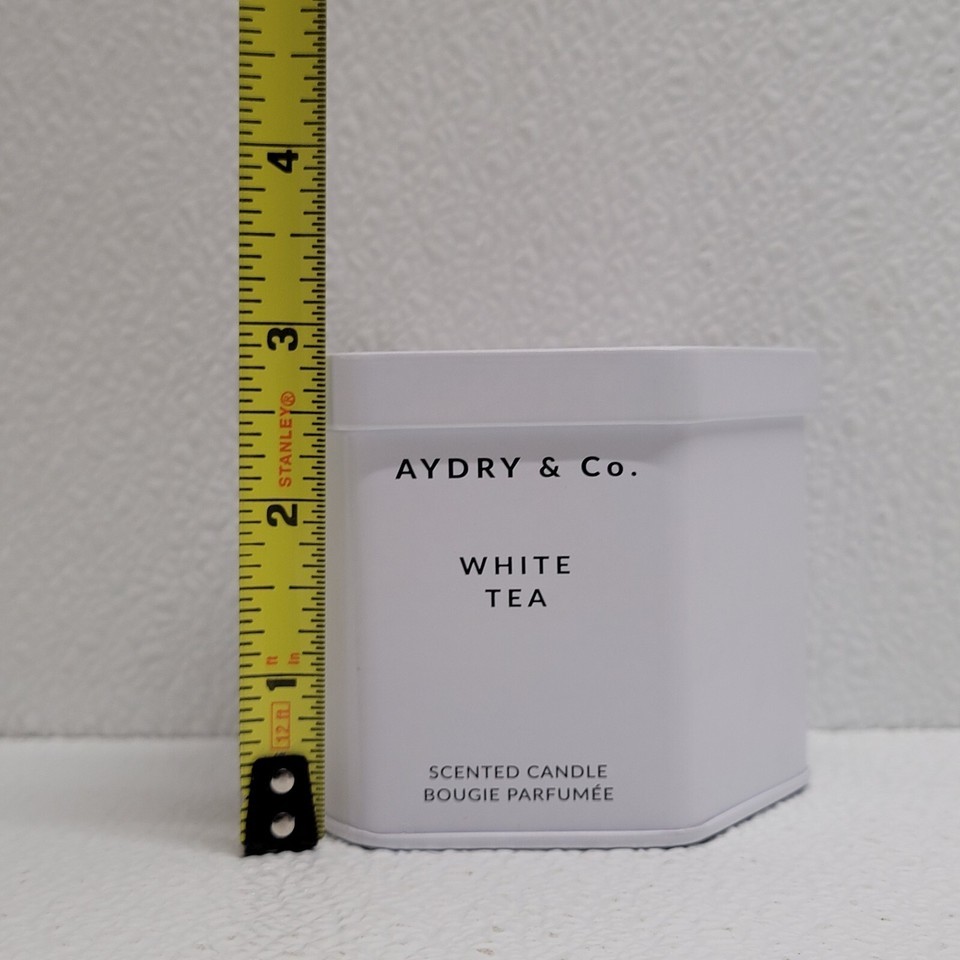 4
3
STANLEY®
2
ft
in
1
12 ft
AYDRY & Co.
WHITE
TEA
SCENTED CANDLE
BOUGIE PARFUMÉE